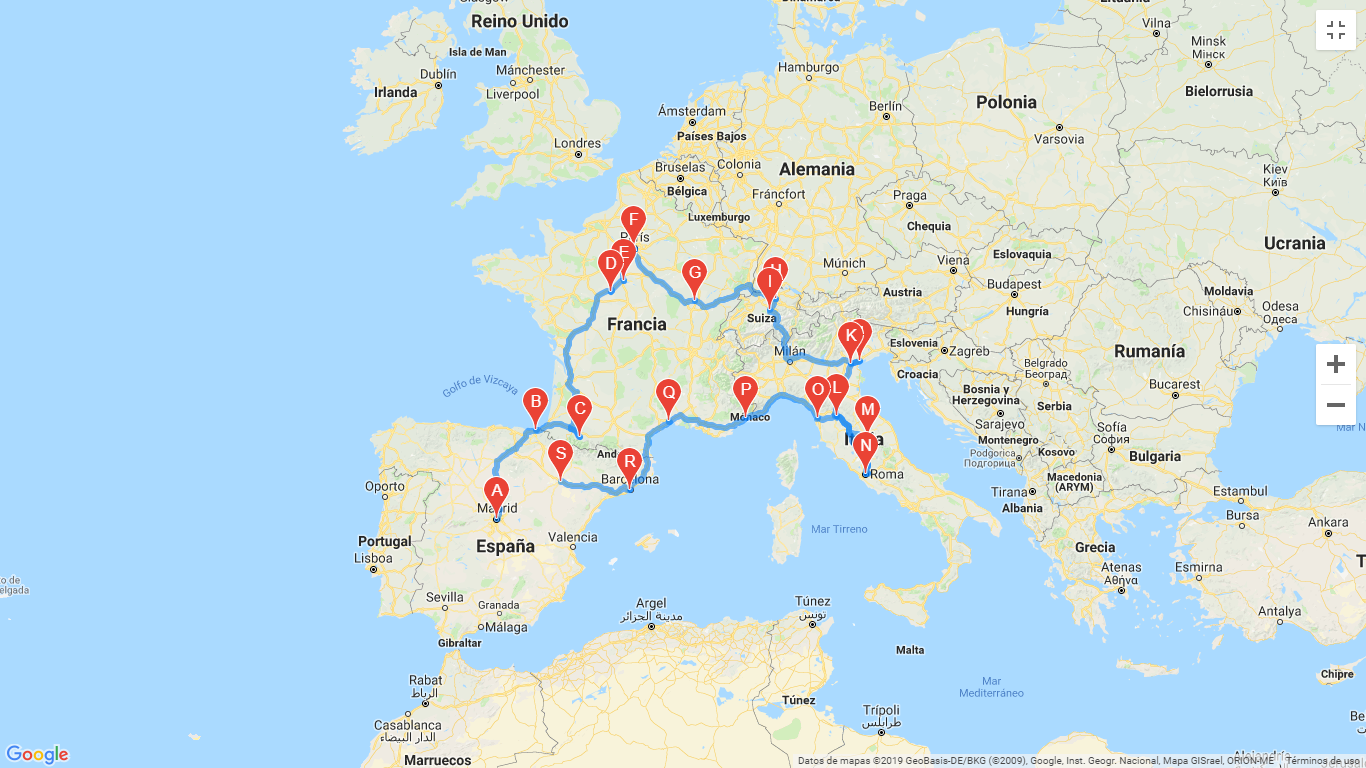 Lituania
Reino Unido
Vilna
Minsk
Мінск
Isla de Man
Dublín
Mánchester
Hamburgo
Irlanda
Liverpool
Bielorrusia
Berlín
Polonia
Ámsterdam
Países Bajos
Varsovia
Londres
Bruselas
Colonia
Alemania
Kiev
Київ
Bélgica
Fráncfort
Praga
Luxemburgo
Chequia
F
París
Ucrania
E
D
Eslovaquia
Múnich
Viena
G
H
I
Austria
Budapest
Moldavia
Hungría
Chisináu
Odesa
Одеса
Suiza
Francia
K
Eslovenia
Zagreb
Milán
Rumanía
Croacia
Belgrado
Београд
Golfo de Vizcaya
Bosnia y
Herzegovina
Bucarest
B
C
Q
P
O
L
M
Mónaco
Serbia
Sarajevo
Italia
N
Sofía
София
Montenegro
Kosovo
Podgorica
Подгорица
Bulgaria
S
R
Barcelona
Roma
Macedonia
(ARYM)
A
Oporto
Madrid
Tirana
Albania
Estambul
Bursa
Ankara
Mar Tirreno
Portugal
España
Valencia
Grecia
Lisboa
Atenas
Αθήνα
Esmirna
Sevilla
Granada
Málaga
Argel
مدينة الجزائر
Túnez
تونس
Antalya
Gibraltar
Malta
Chipre
Rabat
الرباط
Mar
Mediterráneo
Túnez
Casablanca
الدار البيضاء
Trípoli
طرابلس
Marruecos
Google
Datos de mapas ©2019 GeoBasis-DE/BKG (©2009), Google, Inst. Geogr. Nacional, Mapa GISrael, ORION-ME
Términos de uso